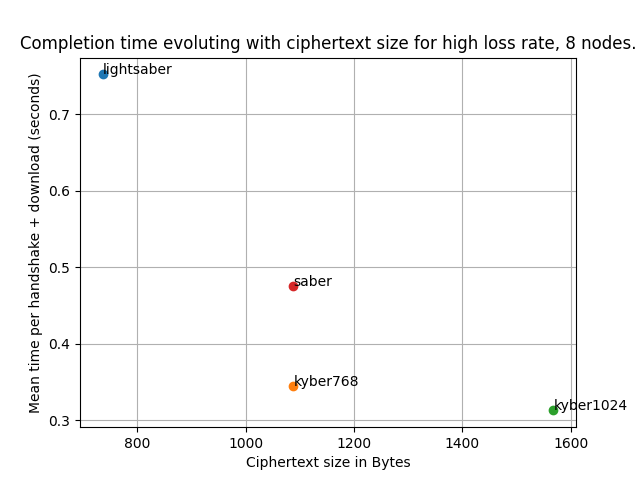 Completion time evoluting with ciphertext size for high loss rate, 8 nodes.
lightsaber
0.7
0.6
0.5
saber
0.4
kyber768
kyber1024
0.3
800 1000 1200 1400 1600
Ciphertext size in Bytes
Mean time per handshake + download (seconds)